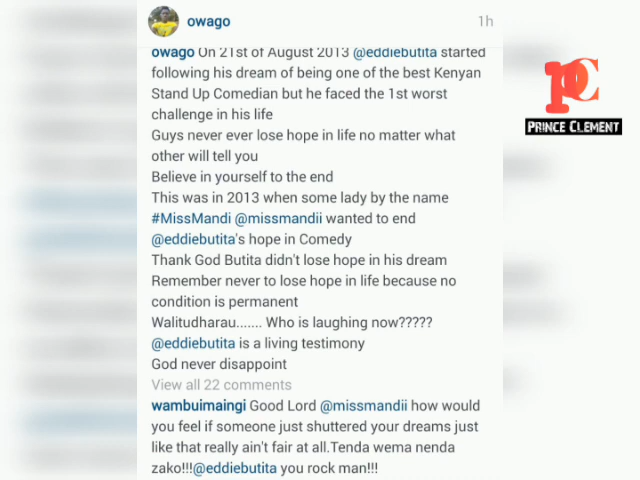 owago
1h
owago On 21st of August 2013 @eddiebutita started
following his dream of being one of the best Kenyan
Stand Up Comedian but he faced the 1st worst
challenge in his life
Guys never ever lose hope in life no matter what
other will tell you
Believe in yourself to the end
This was in 2013 when some lady by the name
#MissMandi @missmandii wanted to end
@eddiebutita's hope in Comedy
Thank God Butita didn't lose hope in his dream
Remember never to lose hope in life because no
condition is permanent
Walitudharau....... Who is laughing now?????
@eddiebutita is a living testimony
God never disappoint
View all 22 comments
wambuimaingi Good Lord @missmandii how would
you feel if someone just shuttered your dreams just
like that really ain't fair at all.Tenda wema nenda
zako!!!@eddiebutita you rock man!!!
PC
PRINCE CLEMENT